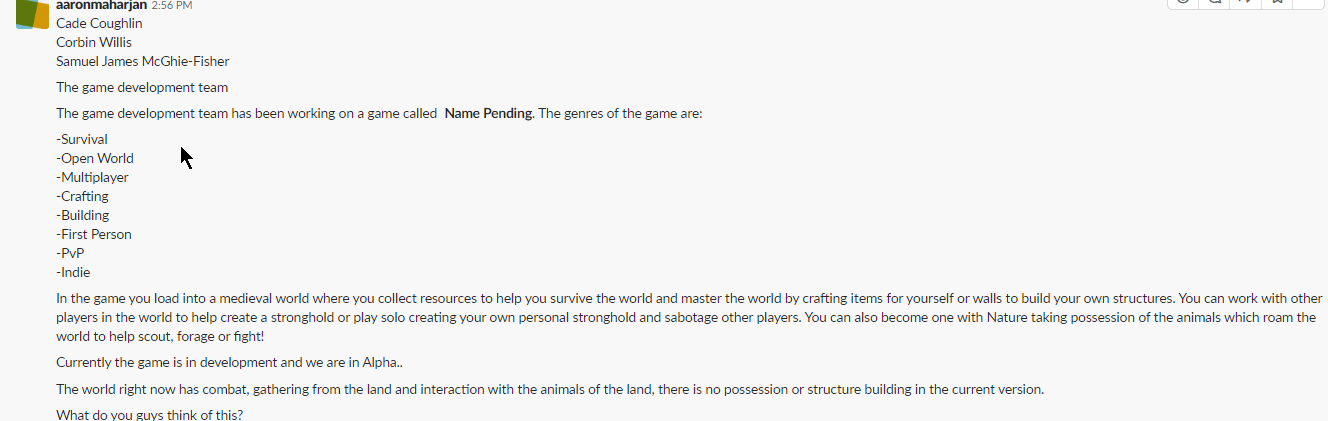 aaronmaharjan 2:56 PM
Cade Coughlin
Corbin Willis
Samuel James McGhie-Fisher
The game development team
The game development team has been working on a game called Name Pending. The genres of the game are:
-Survival
-Open World
-Multiplayer
-Crafting
-Building
-First Person
-PvP
-Indie
In the game you load into a medieval world where you collect resources to help you survive the world and master the world by crafting items for yourself or walls to build your own structures. You can work with other
players in the world to help create a stronghold or play solo creating your own personal stronghold and sabotage other players. You can also become one with Nature taking possession of the animals which roam the
world to help scout, forage or fight!
Currently the game is in development and we are in Alpha..
The world right now has combat, gathering from the land and interaction with the animals of the land, there is no possession or structure building in the current version.
What do you guys think of this?